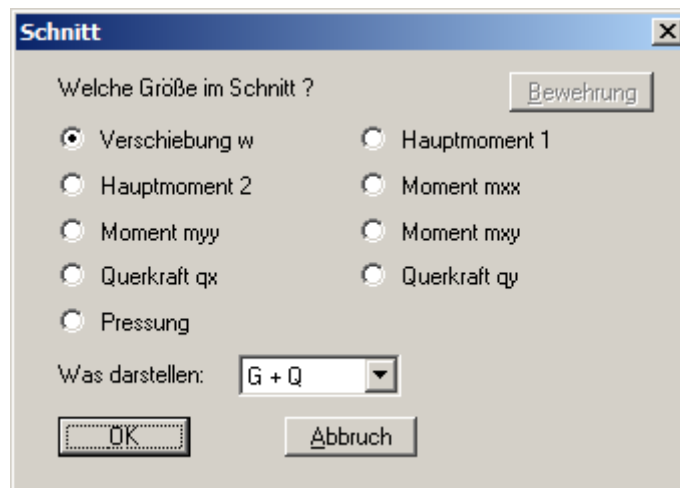 Schnitt
Welche Größe im Schnitt ?
Bewehrung
Verschiebung w
Hauptmoment 1
Hauptmoment 2
Moment mxx
Moment myy
Moment mxy
Querkraft qx
Querkraft qy
Pressung
Was darstellen:
G + Q
OK
Abbruch